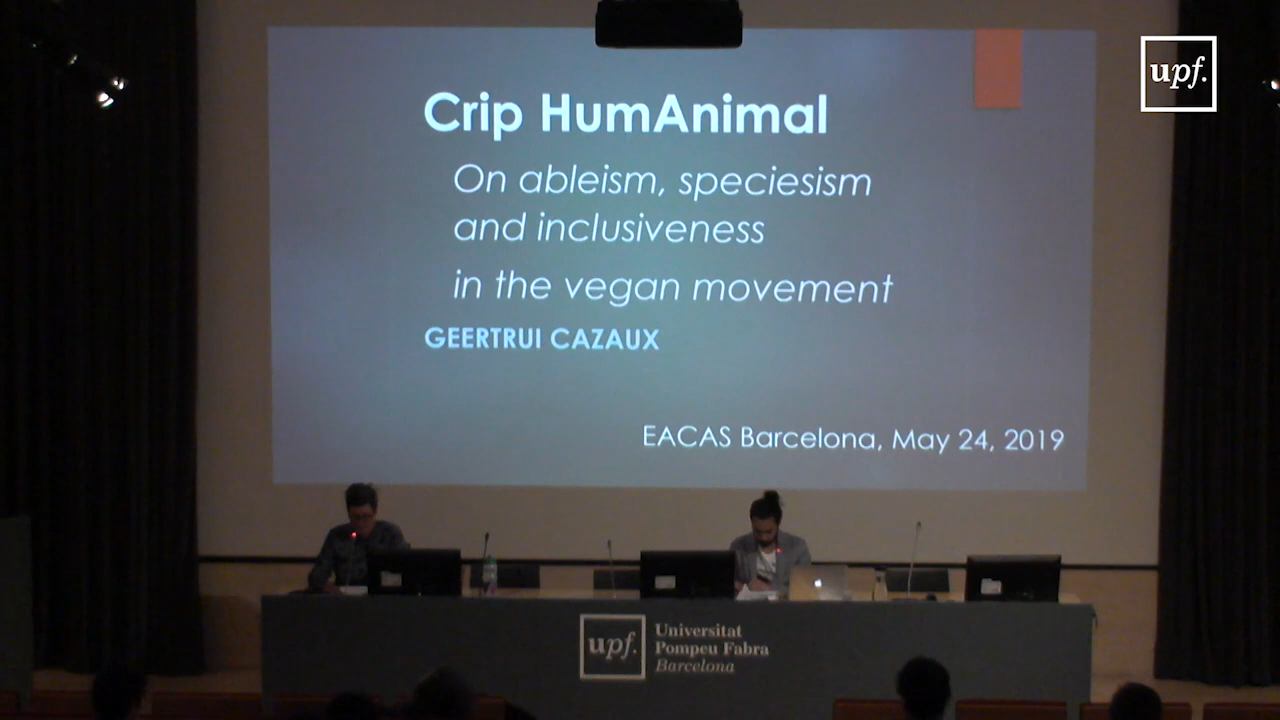 Crip HumAnimal
On ableism, speciesism
and inclusiveness
in the vegan movement
GEERTRUI CAZAUX
EACAS Barcelona, May 24, 2019
upf.
upf.
Universitat
Pompeu Fabra
Barcelona